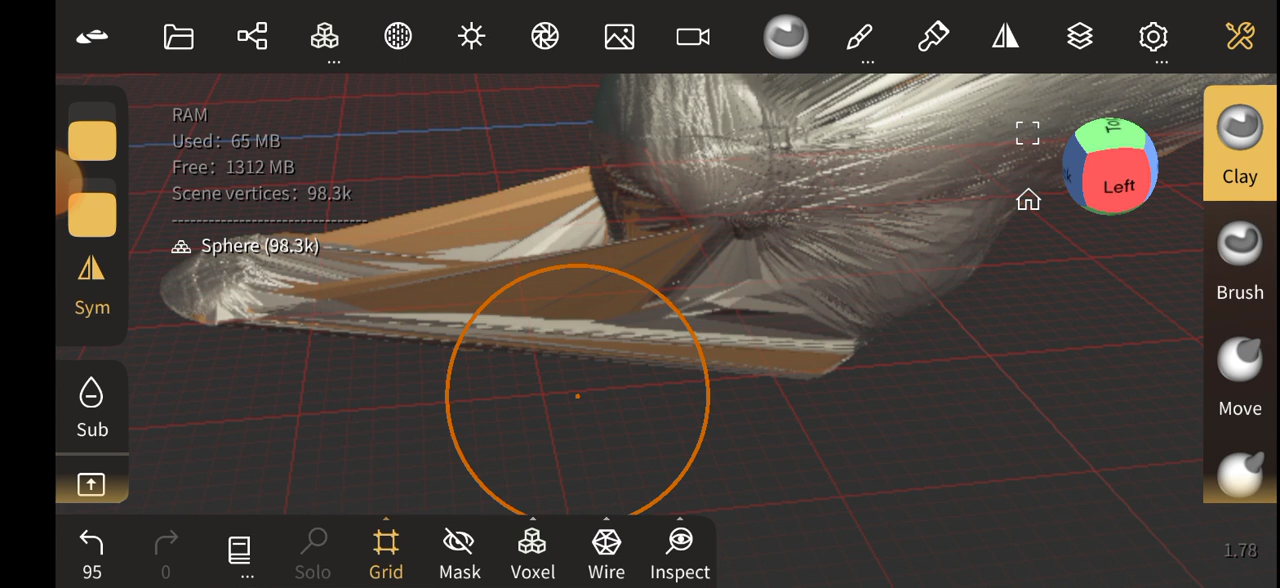 RAM
Used: 65 MB
Free: 1312 MB
Scene vertices: 98.3k
--------------------------------
Sphere (98.3k)
Left
Clay
Brush
Move
Sym
Sub
95
0
...
Solo
Grid
Mask
Voxel
Wire
Inspect
1.78